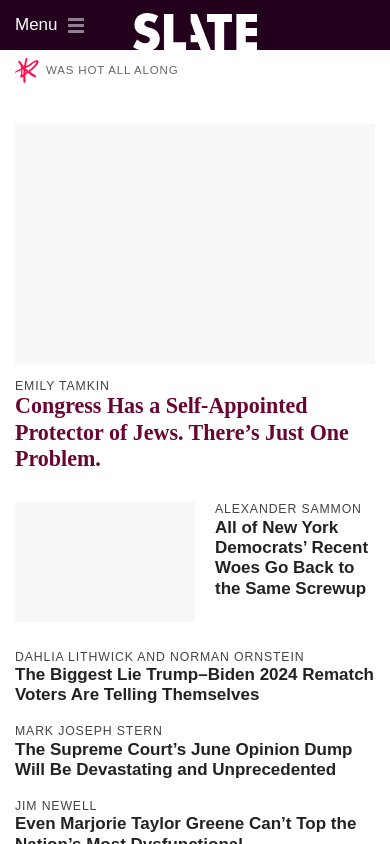 Menu
SLATE
WAS HOT ALL ALONG
EMILY TAMKIN
Congress Has a Self-Appointed
Protector of Jews. There’s Just One
Problem.
ALEXANDER SAMMON
All of New York
Democrats’ Recent
Woes Go Back to
the Same Screwup
DAHLIA LITHWICK AND NORMAN ORNSTEIN
The Biggest Lie Trump–Biden 2024 Rematch
Voters Are Telling Themselves
MARK JOSEPH STERN
The Supreme Court’s June Opinion Dump
Will Be Devastating and Unprecedented
JIM NEWELL
Even Marjorie Taylor Greene Can’t Top the
Nation’s Most Dysfunctional